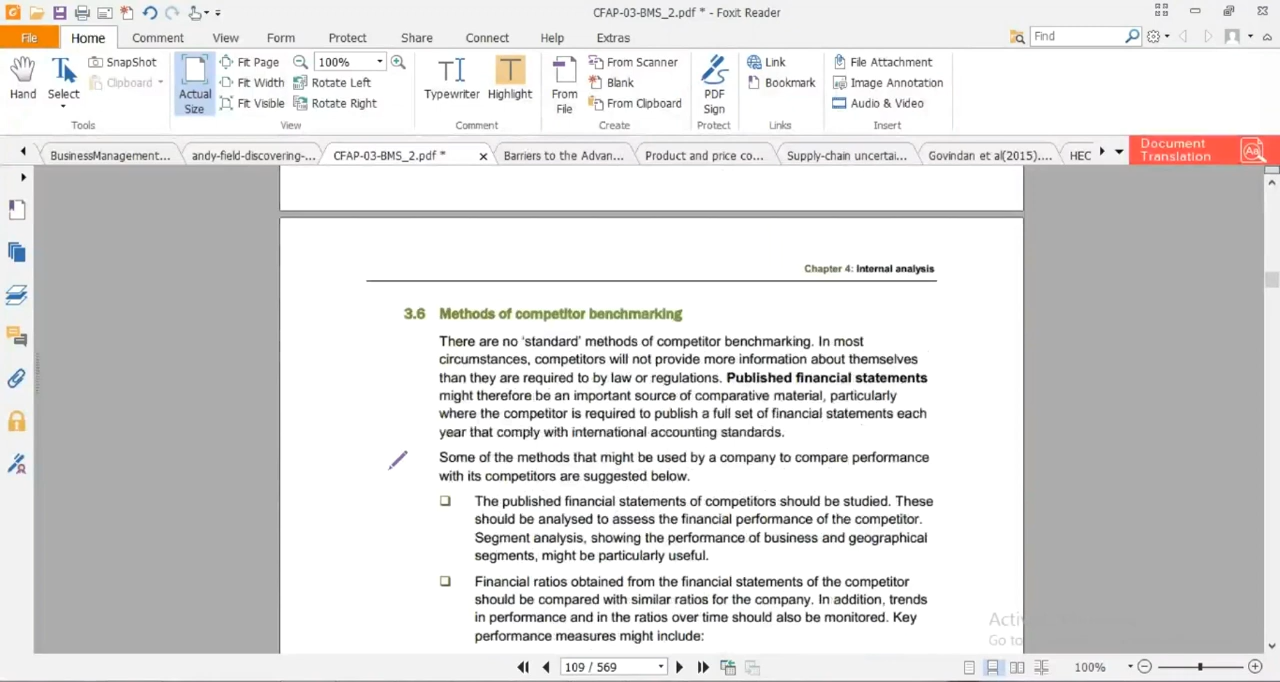 CFAP-03-BMS_2.pdf * - Foxit Reader
File Home Comment View Form Protect Share Connect Help Extras
Find
Hand
Select
SnapShot
Clipboard
Actual Size
Fit Page
Fit Width
Fit Visible
100%
Rotate Left
Rotate Right
Typewriter
Highlight
From File
From Scanner
Blank
From Clipboard
PDF Sign
Link
Bookmark
File Attachment
Image Annotation
Audio & Video
Tools View Comment Create Protect Links Insert
BusinessManagement... andy-field-discovering-... CFAP-03-BMS_2.pdf * Barriers to the Advan... Product and price co... Supply-chain uncertai... Govindan et al(2015).... HEC
Document Translation
Chapter 4: Internal analysis
3.6 Methods of competitor benchmarking
There are no ‘standard’ methods of competitor benchmarking. In most
circumstances, competitors will not provide more information about themselves
than they are required to by law or regulations. Published financial statements
might therefore be an important source of comparative material, particularly
where the competitor is required to publish a full set of financial statements each
year that comply with international accounting standards.
Some of the methods that might be used by a company to compare performance
with its competitors are suggested below.
❑ The published financial statements of competitors should be studied. These
should be analysed to assess the financial performance of the competitor.
Segment analysis, showing the performance of business and geographical
segments, might be particularly useful.
❑ Financial ratios obtained from the financial statements of the competitor
should be compared with similar ratios for the company. In addition, trends
in performance and in the ratios over time should also be monitored. Key
performance measures might include:
Go to
109 / 569
100%